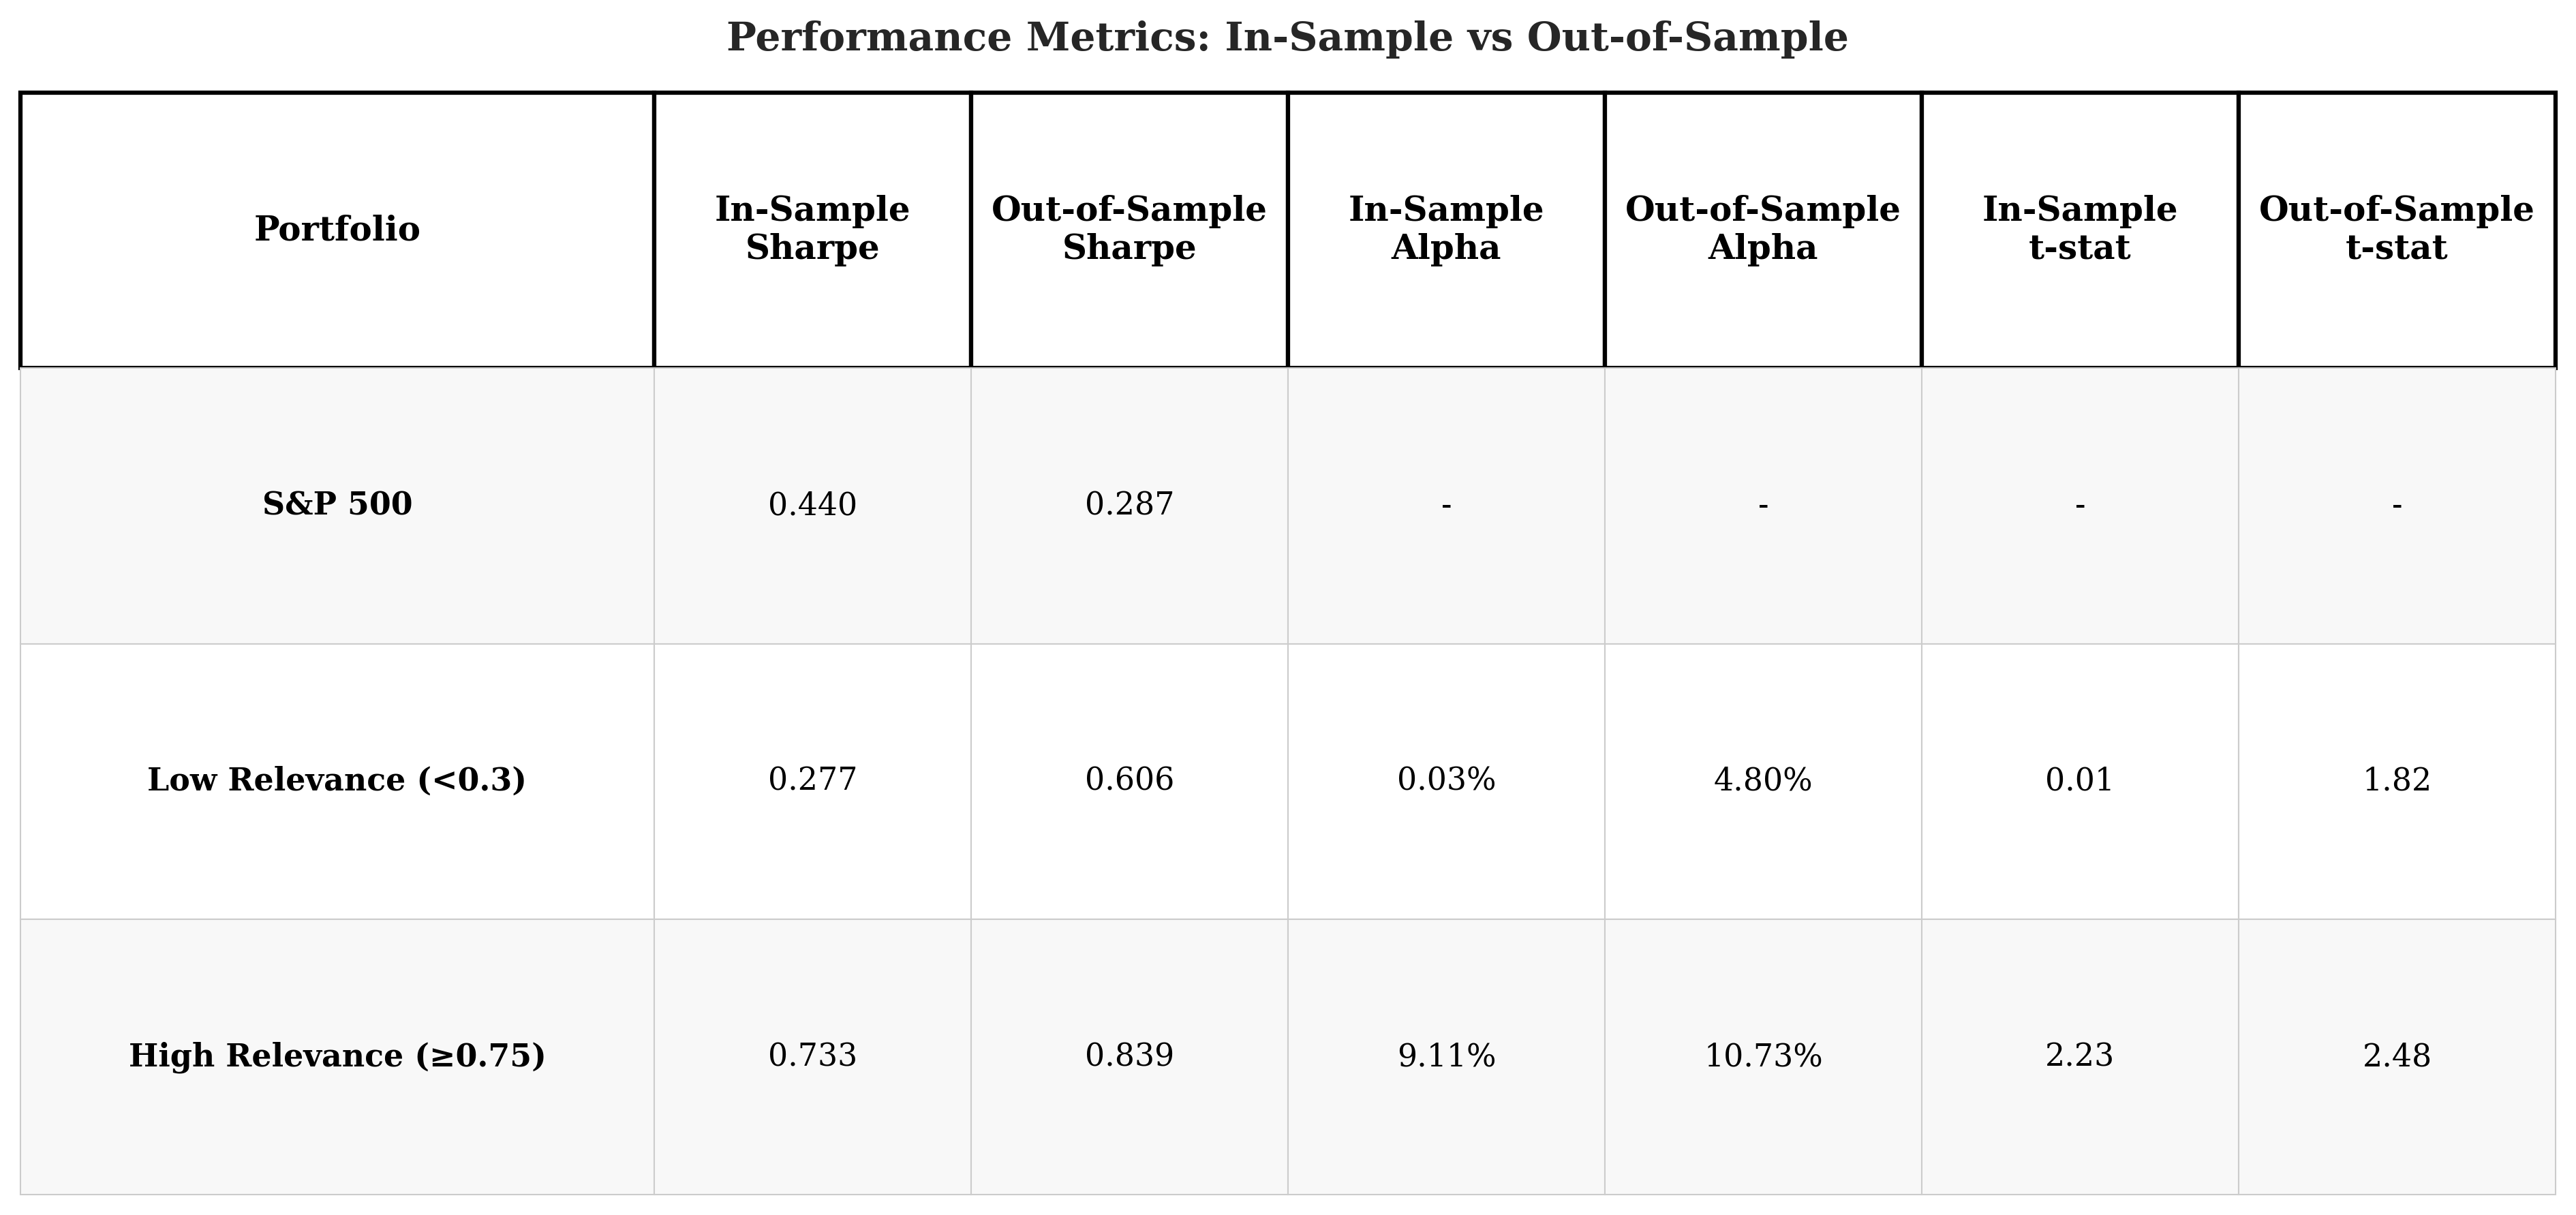 Performance Metrics: In-Sample vs Out-of-Sample
Portfolio
In-Sample
Sharpe
Out-of-Sample
Sharpe
In-Sample
Alpha
Out-of-Sample
Alpha
In-Sample
t-stat
Out-of-Sample
t-stat
S&P 500 0.440 0.287 - - - -
Low Relevance (<0.3) 0.277 0.606 0.03% 4.80% 0.01 1.82
High Relevance (≥0.75) 0.733 0.839 9.11% 10.73% 2.23 2.48